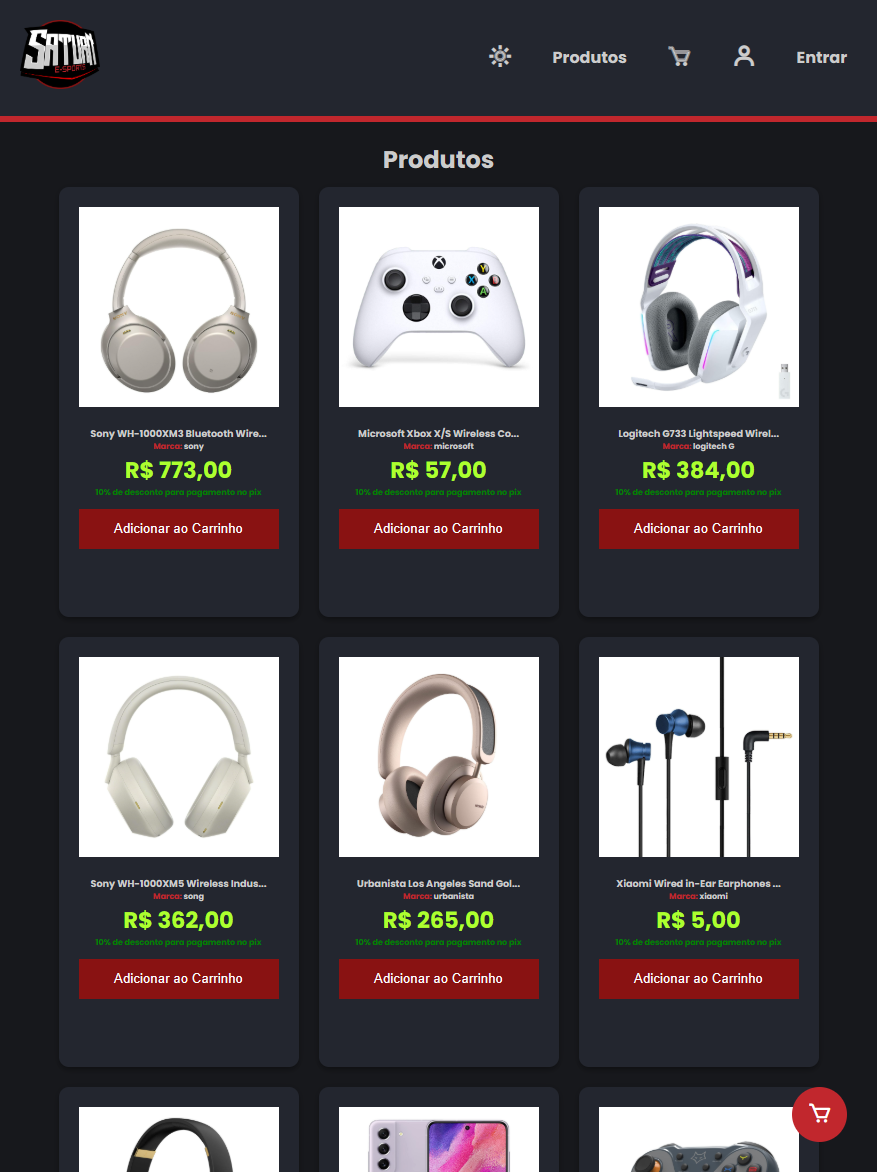 SATURN
E-SPORTS
Produtos
Entrar
Produtos
Y
X
B
A
Sony WH-1000XM3 Bluetooth Wire...
Marca: sony
R$ 773,00
10% de desconto para pagamento no pix
Adicionar ao Carrinho
Microsoft Xbox X/S Wireless Co...
Marca: microsoft
R$ 57,00
10% de desconto para pagamento no pix
Adicionar ao Carrinho
Logitech G733 Lightspeed Wirel...
Marca: logitech G
R$ 384,00
10% de desconto para pagamento no pix
Adicionar ao Carrinho
Sony WH-1000XM5 Wireless Indus...
Marca: song
R$ 362,00
10% de desconto para pagamento no pix
Adicionar ao Carrinho
Urbanista Los Angeles Sand Gol...
Marca: urbanista
R$ 265,00
10% de desconto para pagamento no pix
Adicionar ao Carrinho
Xiaomi Wired in-Ear Earphones ...
Marca: xiaomi
R$ 5,00
10% de desconto para pagamento no pix
Adicionar ao Carrinho